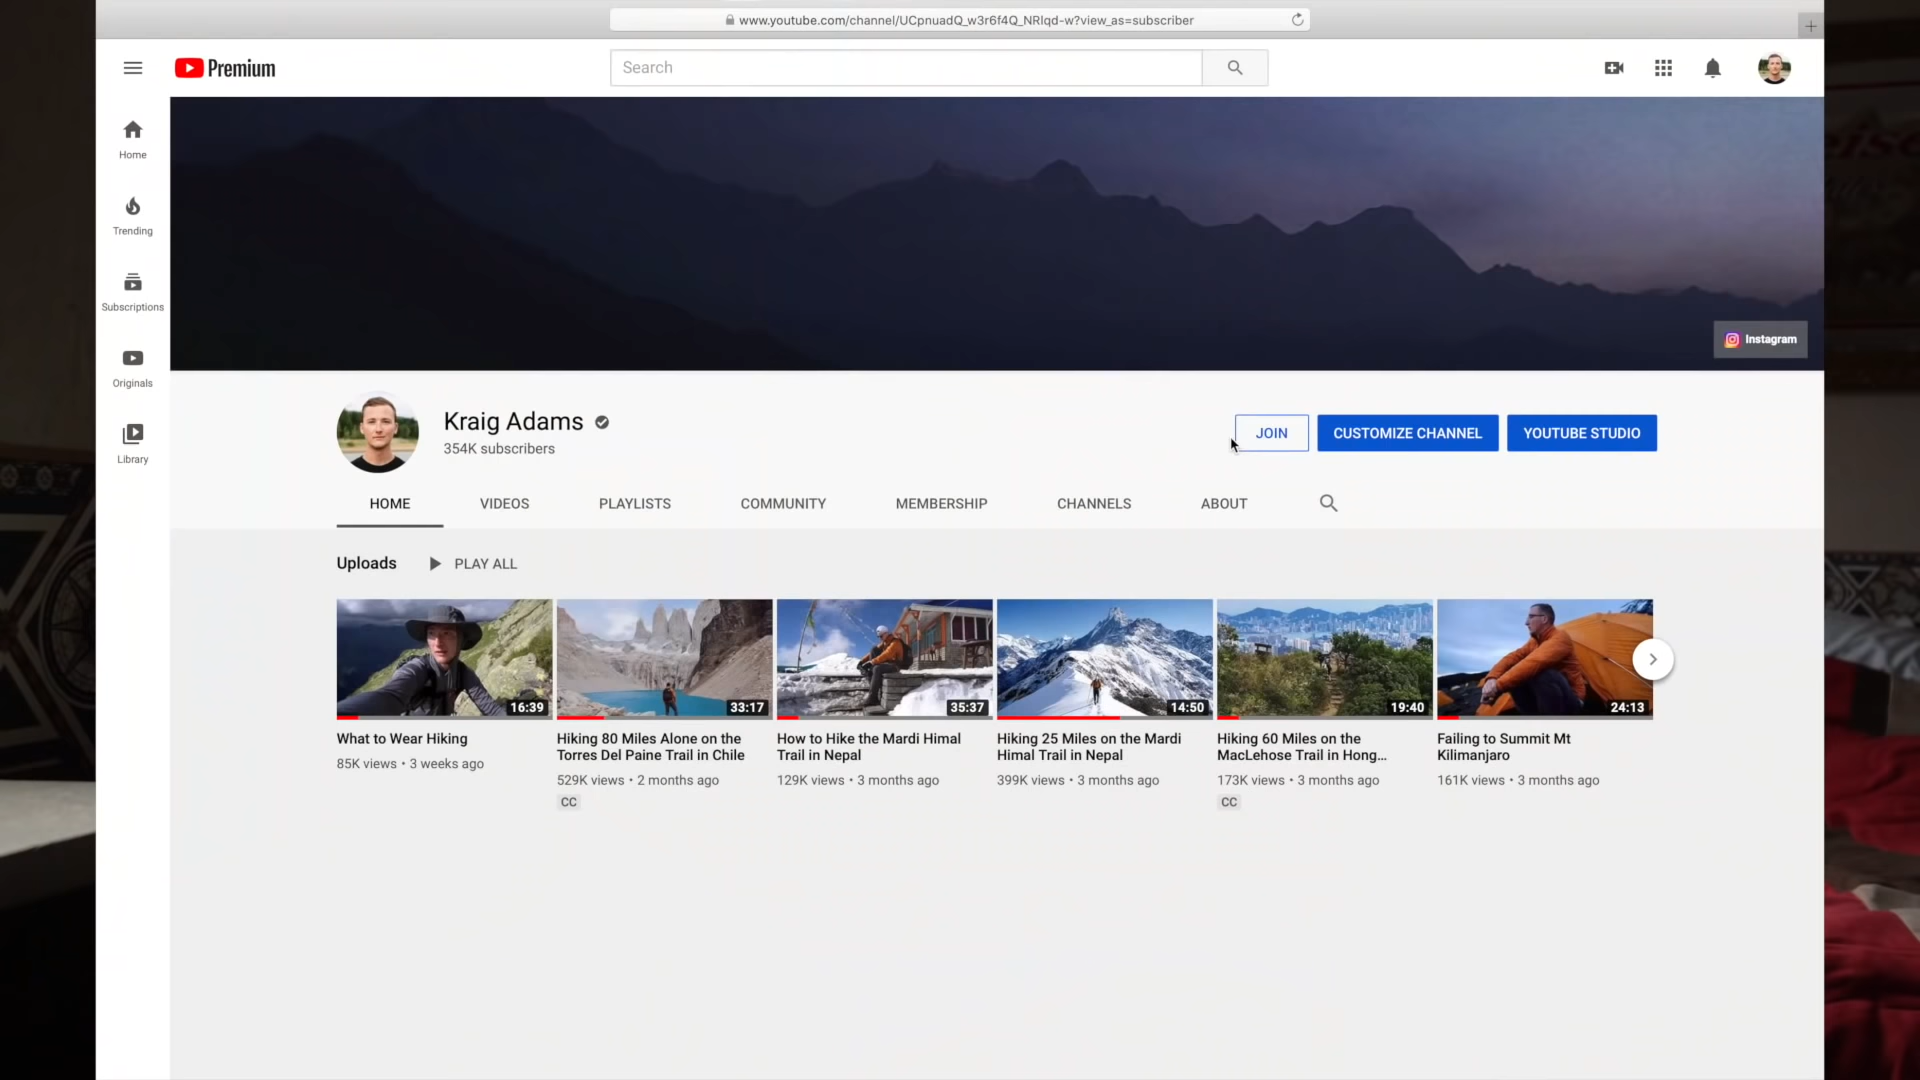 www.youtube.com/channel/UCpnuadQ_w3r6f4Q_NRlqd-w?view_as=subscriber
Premium
Search
Home
Trending
Subscriptions
Originals
Library
Instagram
Kraig Adams
354K subscribers
JOIN
CUSTOMIZE CHANNEL
YOUTUBE STUDIO
HOME
VIDEOS
PLAYLISTS
COMMUNITY
MEMBERSHIP
CHANNELS
ABOUT
Uploads
PLAY ALL
16:39
What to Wear Hiking
85K views • 3 weeks ago
33:17
Hiking 80 Miles Alone on the
Torres Del Paine Trail in Chile
529K views • 2 months ago
CC
35:37
How to Hike the Mardi Himal
Trail in Nepal
129K views • 3 months ago
14:50
Hiking 25 Miles on the Mardi
Himal Trail in Nepal
399K views • 3 months ago
19:40
Hiking 60 Miles on the
MacLehose Trail in Hong...
173K views • 3 months ago
CC
24:13
Failing to Summit Mt
Kilimanjaro
161K views • 3 months ago